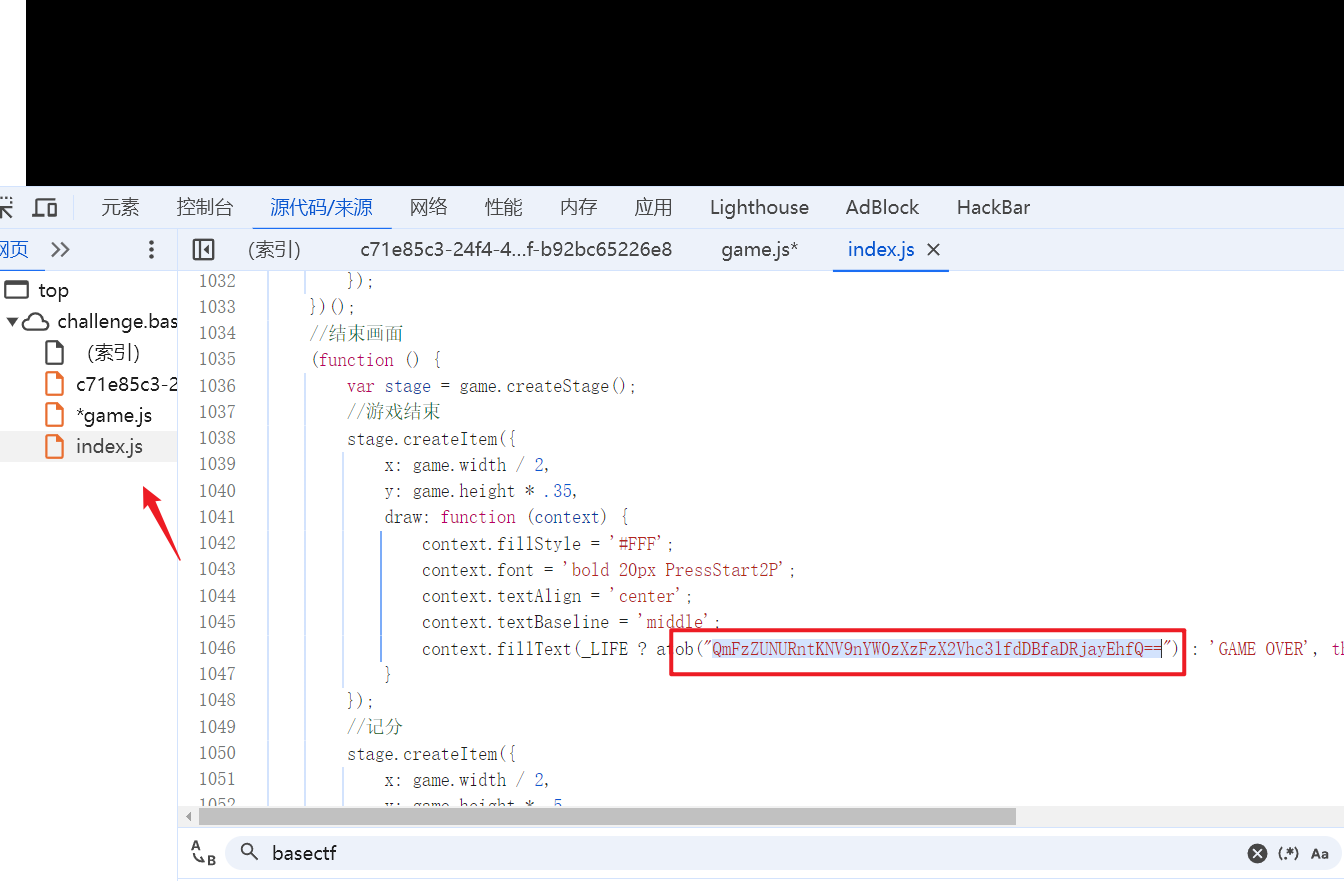 元素 控制台 源代码/来源 网络 性能 内存 应用 Lighthouse AdBlock HackBar
网页
(索引) c71e85c3-24f4-4...f-b92bc65226e8 game.js* index.js
top
challenge.bas
(索引)
c71e85c3-2
*game.js
index.js
1032 });
1033 })();
1034 //结束画面
1035 (function () {
1036 var stage = game.createStage();
1037 //游戏结束
1038 stage.createItem({
1039 x: game.width / 2,
1040 y: game.height * .35,
1041 draw: function (context) {
1042 context.fillStyle = '#FFF';
1043 context.font = 'bold 20px PressStart2P';
1044 context.textAlign = 'center';
1045 context.textBaseline = 'middle';
1046 context.fillText(_LIFE ? atob("QmFzZUNURntKNV9nYW0zXzFzX2Vhc3lfdDBfaDRjayEhfQ==") : 'GAME OVER', th
1047 }
1048 });
1049 //记分
1050 stage.createItem({
1051 x: game.width / 2,
1052 y: game.height * .5
A B basectf (.*) Aa